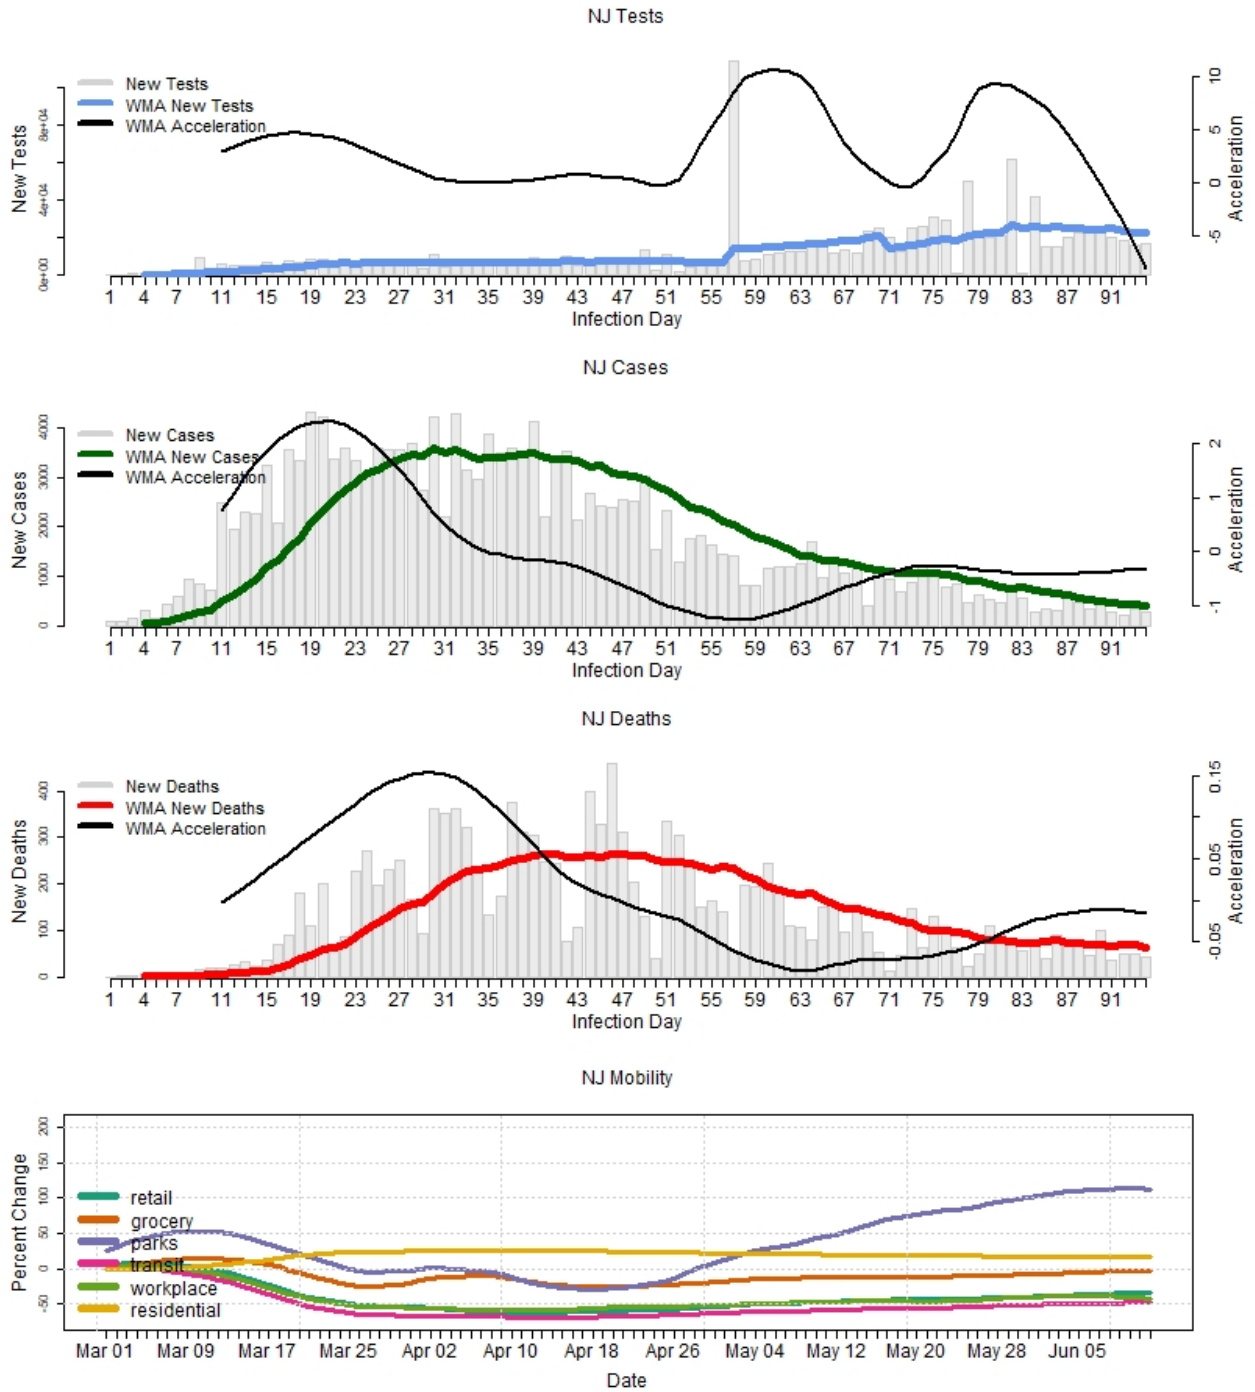 NJ Tests
New Tests
WMA New Tests
WMA Acceleration
New Tests
0e+00 4e+04 8e+04
-5 0 5 10
Acceleration
1 4 7 11 15 19 23 27 31 35 39 43 47 51 55 59 63 67 71 75 79 83 87 91
Infection Day
NJ Cases
New Cases
WMA New Cases
WMA Acceleration
New Cases
0 1000 2000 3000 4000
-1 0 1 2
Acceleration
1 4 7 11 15 19 23 27 31 35 39 43 47 51 55 59 63 67 71 75 79 83 87 91
Infection Day
NJ Deaths
New Deaths
WMA New Deaths
WMA Acceleration
New Deaths
0 100 200 300 400
-0.05 0.05 0.15
Acceleration
1 4 7 11 15 19 23 27 31 35 39 43 47 51 55 59 63 67 71 75 79 83 87 91
Infection Day
NJ Mobility
Percent Change
-50 0 50 100 150 200
retail
grocery
parks
transit
workplace
residential
Mar 01 Mar 09 Mar 17 Mar 25 Apr 02 Apr 10 Apr 18 Apr 26 May 04 May 12 May 20 May 28 Jun 05
Date